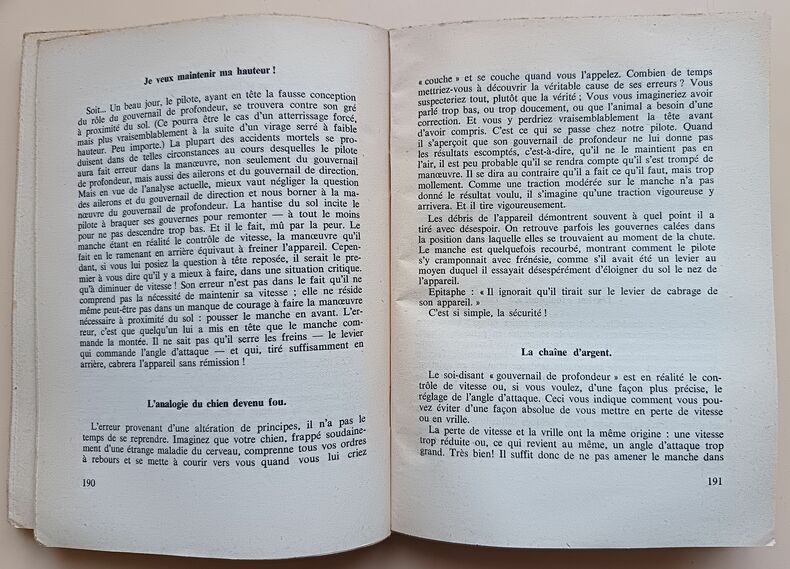 Je veux maintenir ma hauteur !
Soit... Un beau jour, le pilote, ayant en tête la fausse conception
du rôle du gouvernail de profondeur, se trouvera contre son gré
à proximité du sol. (Ce pourra être le cas d'un atterrissage forcé,
mais plus vraisemblablement à la suite d'un virage serré à faible
hauteur. Peu importe.) La plupart des accidents mortels se pro-
duisent dans de telles circonstances au cours desquelles le pilote
aura fait erreur dans la manœuvre, non seulement du gouvernail
de profondeur, mais aussi des ailerons et du gouvernail de direction.
Mais en vue de l'analyse actuelle, mieux vaut négliger la question
des ailerons et du gouvernail de direction et nous borner à la ma-
nœuvre du gouvernail de profondeur. La hantise du sol incite le
pilote à braquer ses gouvernes pour remonter — à tout le moins
pour ne pas descendre trop bas. Et il le fait, mû par la peur. Le
manche étant en réalité le contrôle de vitesse, la manœuvre qu'il
fait en le ramenant en arrière équivaut à freiner l'appareil. Cepen-
dant, si vous lui posiez la question à tête reposée, il serait le pre-
mier à vous dire qu'il y a mieux à faire, dans une situation critique.
qu'à diminuer de vitesse ! Son erreur n'est pas dans le fait qu'il ne
comprend pas la nécessité de maintenir sa vitesse ; elle ne réside
même peut-être pas dans un manque de courage à faire la manœuvre
nécessaire à proximité du sol : pousser le manche en avant. L'er-
reur, c'est que quelqu'un lui a mis en tête que le manche com-
mande la montée. Il ne sait pas qu'il serre les freins — le levier
qui commande l'angle d'attaque — et qui, tiré suffisamment en
arrière, cabrera l'appareil sans rémission !
L'analogie du chien devenu fou.
L'erreur provenant d'une altération de principes, il n'a pas le
temps de se reprendre. Imaginez que votre chien, frappé soudaine-
ment d'une étrange maladie du cerveau, comprenne tous vos ordres
à rebours et se mette à courir vers vous quand vous lui criez
190
« couche » et se couche quand vous l'appelez. Combien de temps
mettriez-vous à découvrir la véritable cause de ses erreurs ? Vous
suspecteriez tout, plutôt que la vérité ; Vous vous imagineriez avoir
parlé trop bas, ou trop doucement, ou que l'animal a besoin d'une
correction. Et vous y perdriez vraisemblablement la tête avant
d'avoir compris. C'est ce qui se passe chez notre pilote. Quand
il s'aperçoit que son gouvernail de profondeur ne lui donne pas
les résultats escomptés, c'est-à-dire, qu'il ne le maintient pas en
l'air, il est peu probable qu'il se rendra compte qu'il s'est trompé de
manœuvre. Il se dira au contraire qu'il a fait ce qu'il faut, mais trop
mollement. Comme une traction modérée sur le manche n'a pas
donné le résultat voulu, il s'imagine qu'une traction vigoureuse y
arrivera. Et il tire vigoureusement.
Les débris de l'appareil démontrent souvent à quel point il a
tiré avec désespoir. On retrouve parfois les gouvernes calées dans
la position dans laquelle elles se trouvaient au moment de la chute.
Le manche est quelquefois recourbé, montrant comment le pilote
s'y cramponnait avec frénésie, comme s'il avait été un levier au
moyen duquel il essayait désespérément d'éloigner du sol le nez de
l'appareil.
Epitaphe : « Il ignorait qu'il tirait sur le levier de cabrage de
son appareil. »
C'est si simple, la sécurité !
La chaîne d'argent.
Le soi-disant « gouvernail de profondeur » est en réalité le con-
trôle de vitesse ou, si vous voulez, d'une façon plus précise, le
réglage de l'angle d'attaque. Ceci vous indique comment vous pou-
vez éviter d'une façon absolue de vous mettre en perte de vitesse
ou en vrille.
La perte de vitesse et la vrille ont la même origine : une vitesse
trop réduite ou, ce qui revient au même, un angle d'attaque trop
grand. Très bien! Il suffit donc de ne pas amener le manche dans
191